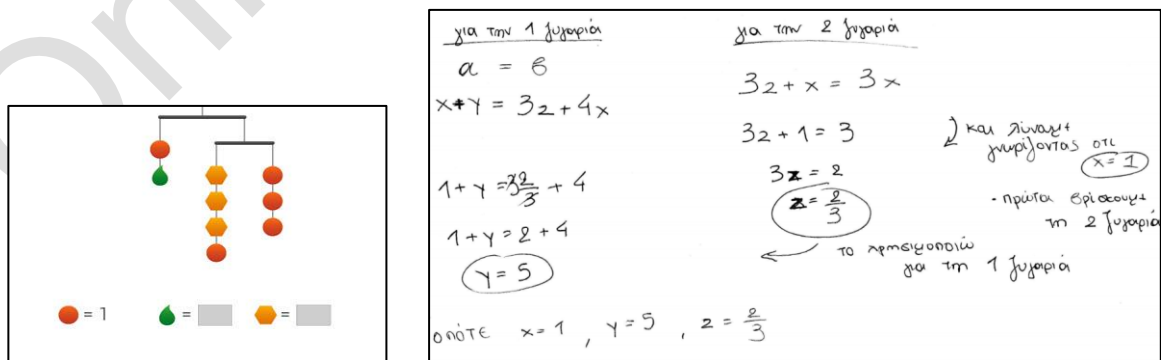 = 1
=
=
για την 1 ζυγαριά
α = β
x+y = 3z+4x
1+y = 3 2/3 + 4
1+y = 2+4
y = 5
για την 2 ζυγαριά
3z + x = 3x
3z + 1 = 3
3z = 2
z = 2/3
και λύνουμε
γνωρίζοντας ότι
x = 1
- πρώτα βρίσκουμε
τη 2 ζυγαριά
το χρησιμοποιώ
για τη 1 ζυγαριά
οπότε x=1 , y=5 , z = 2/3